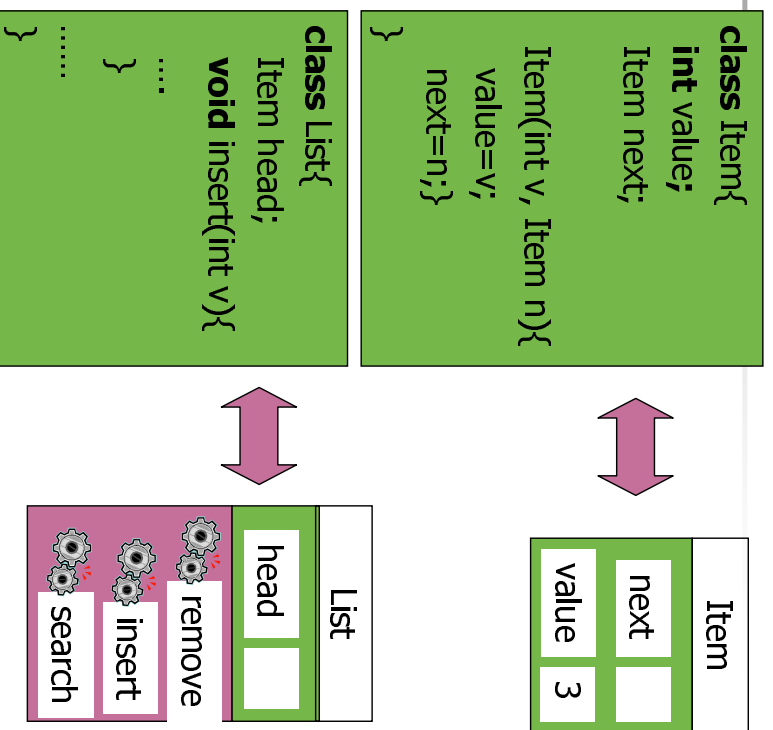 class Item{
int value;
Item next;
Item(int v, Item n){
value=v;
next=n;}
}
Item
next
value 3
class List{
Item head;
void insert(int v){
....
}
......
}
List
head
remove
insert
search